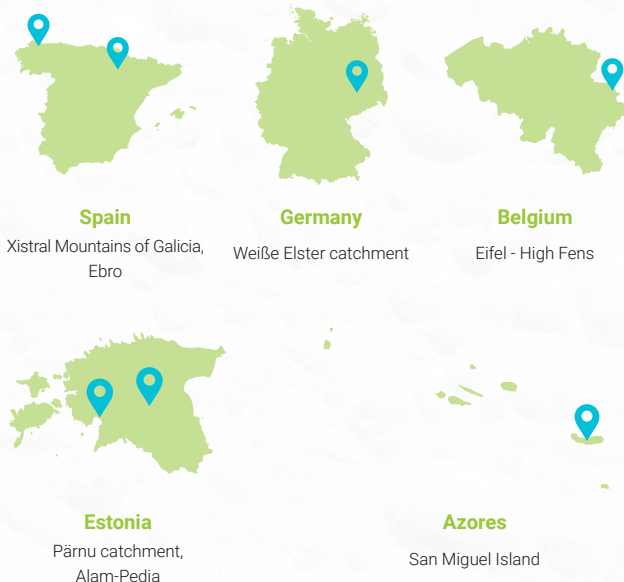 Spain
Xistral Mountains of Galicia,
Ebro
Germany
Weiße Elster catchment
Belgium
Eifel - High Fens
Estonia
Pärnu catchment,
Alam-Pedia
Azores
San Miguel Island